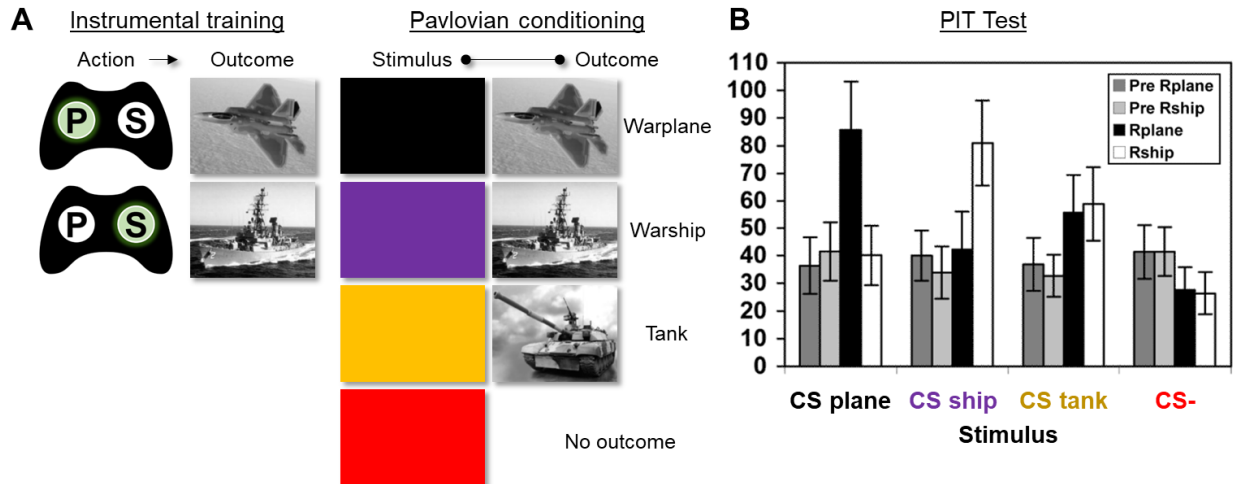 A
Instrumental training
Action
Outcome
P
S
P
S
Pavlovian conditioning
Stimulus
Outcome
Warplane
Warship
Tank
No outcome
B
PIT Test
110
100
90
80
70
60
50
40
30
20
10
0
Pre Rplane
Pre Rship
Rplane
Rship
CS plane
CS ship
CS tank
CS-
Stimulus